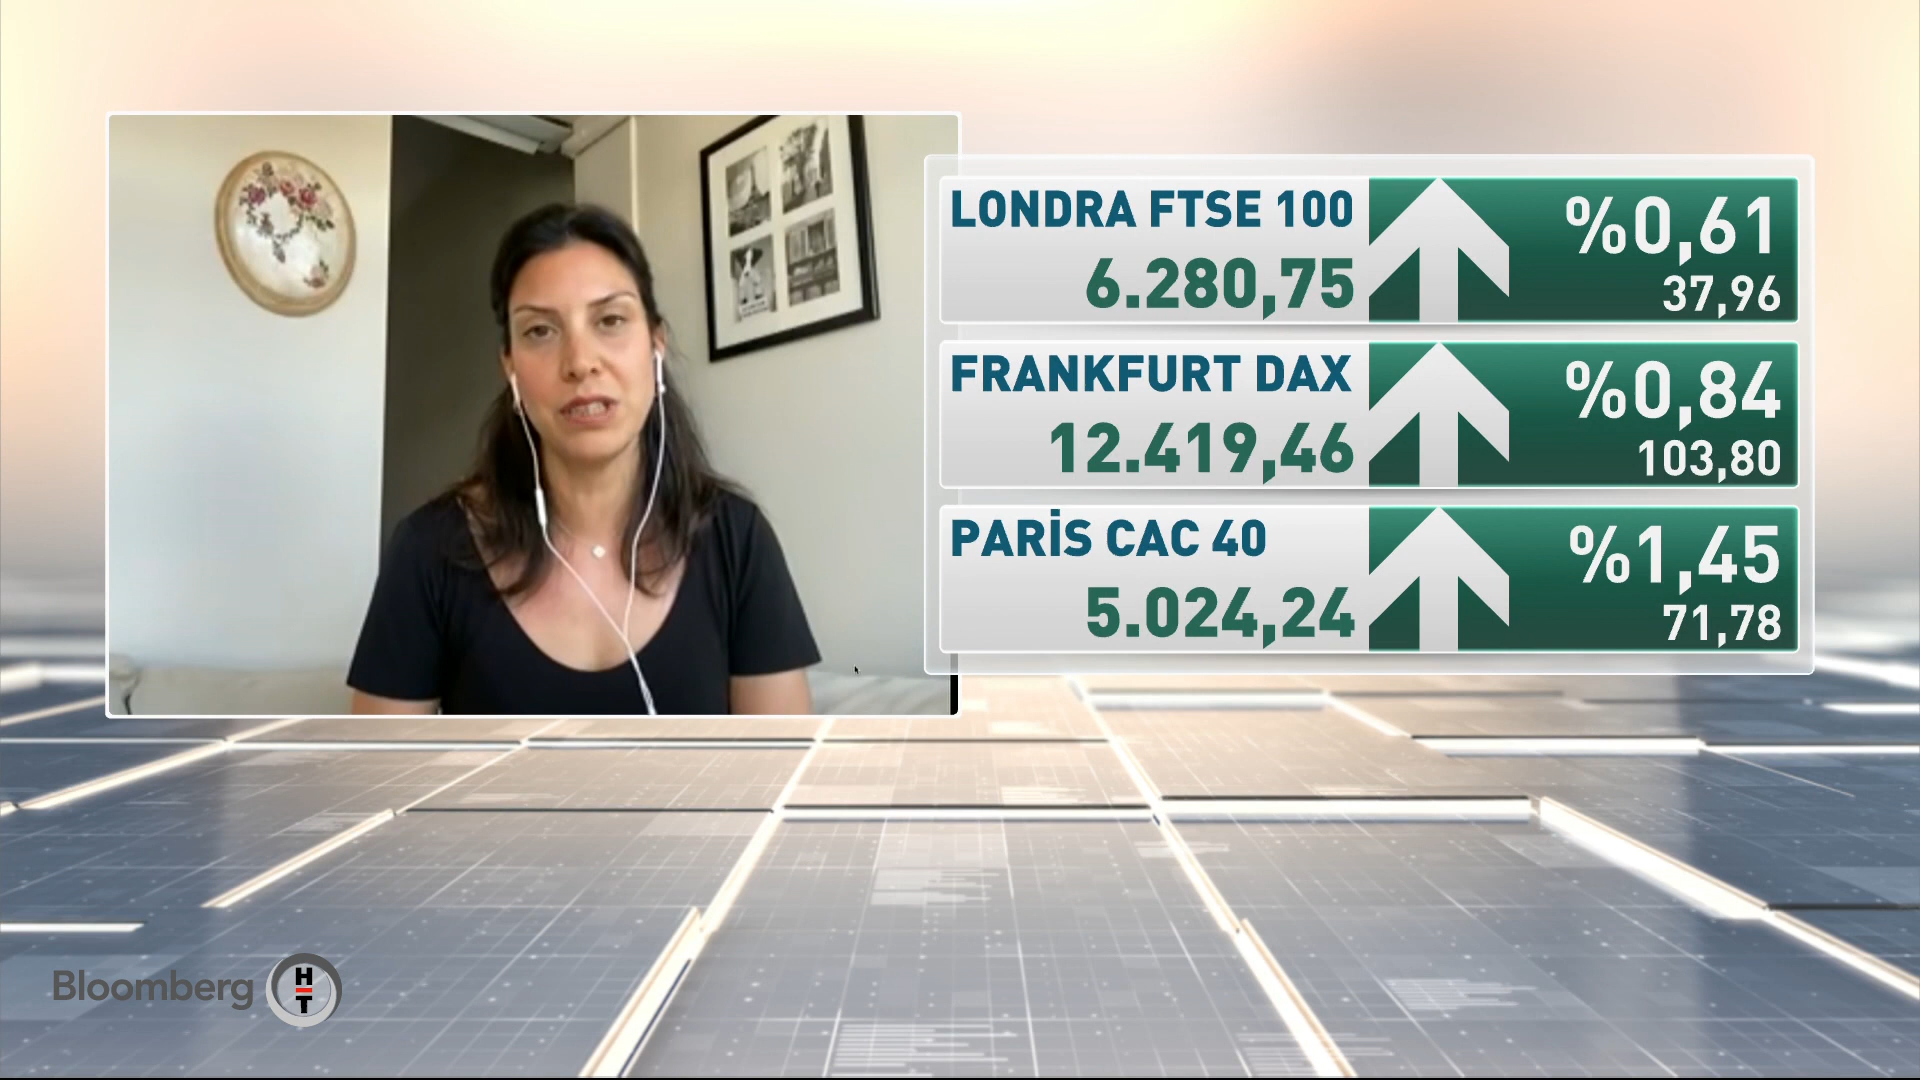 LONDRA FTSE 100
6.280,75
%0,61
37,96
FRANKFURT DAX
12.419,46
%0,84
103,80
PARİS CAC 40
5.024,24
%1,45
71,78
Bloomberg HT